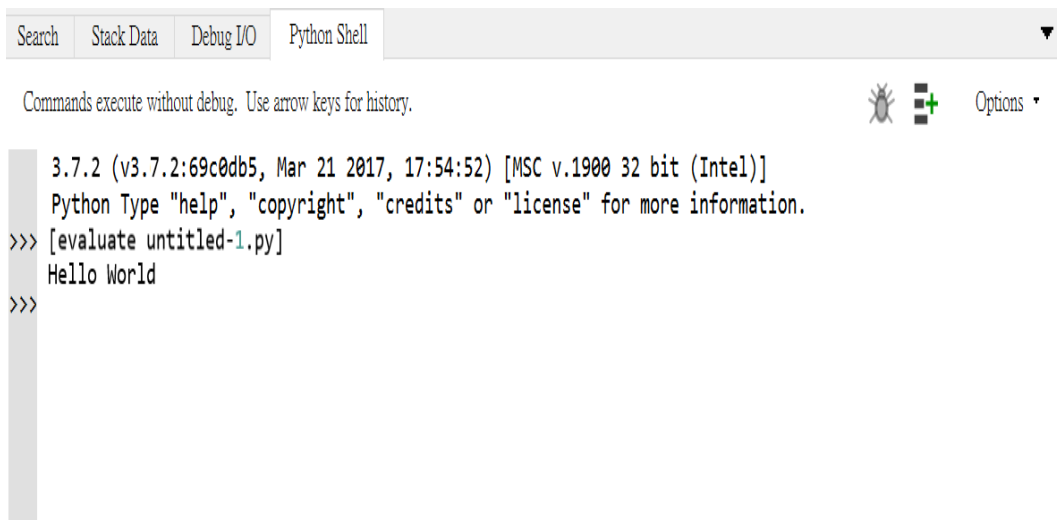 Search Stack Data Debug I/O Python Shell
Commands execute without debug. Use arrow keys for history. Options
3.7.2 (v3.7.2:69c0db5, Mar 21 2017, 17:54:52) [MSC v.1900 32 bit (Intel)]
Python Type "help", "copyright", "credits" or "license" for more information.
>>> [evaluate untitled-1.py]
Hello World
>>>